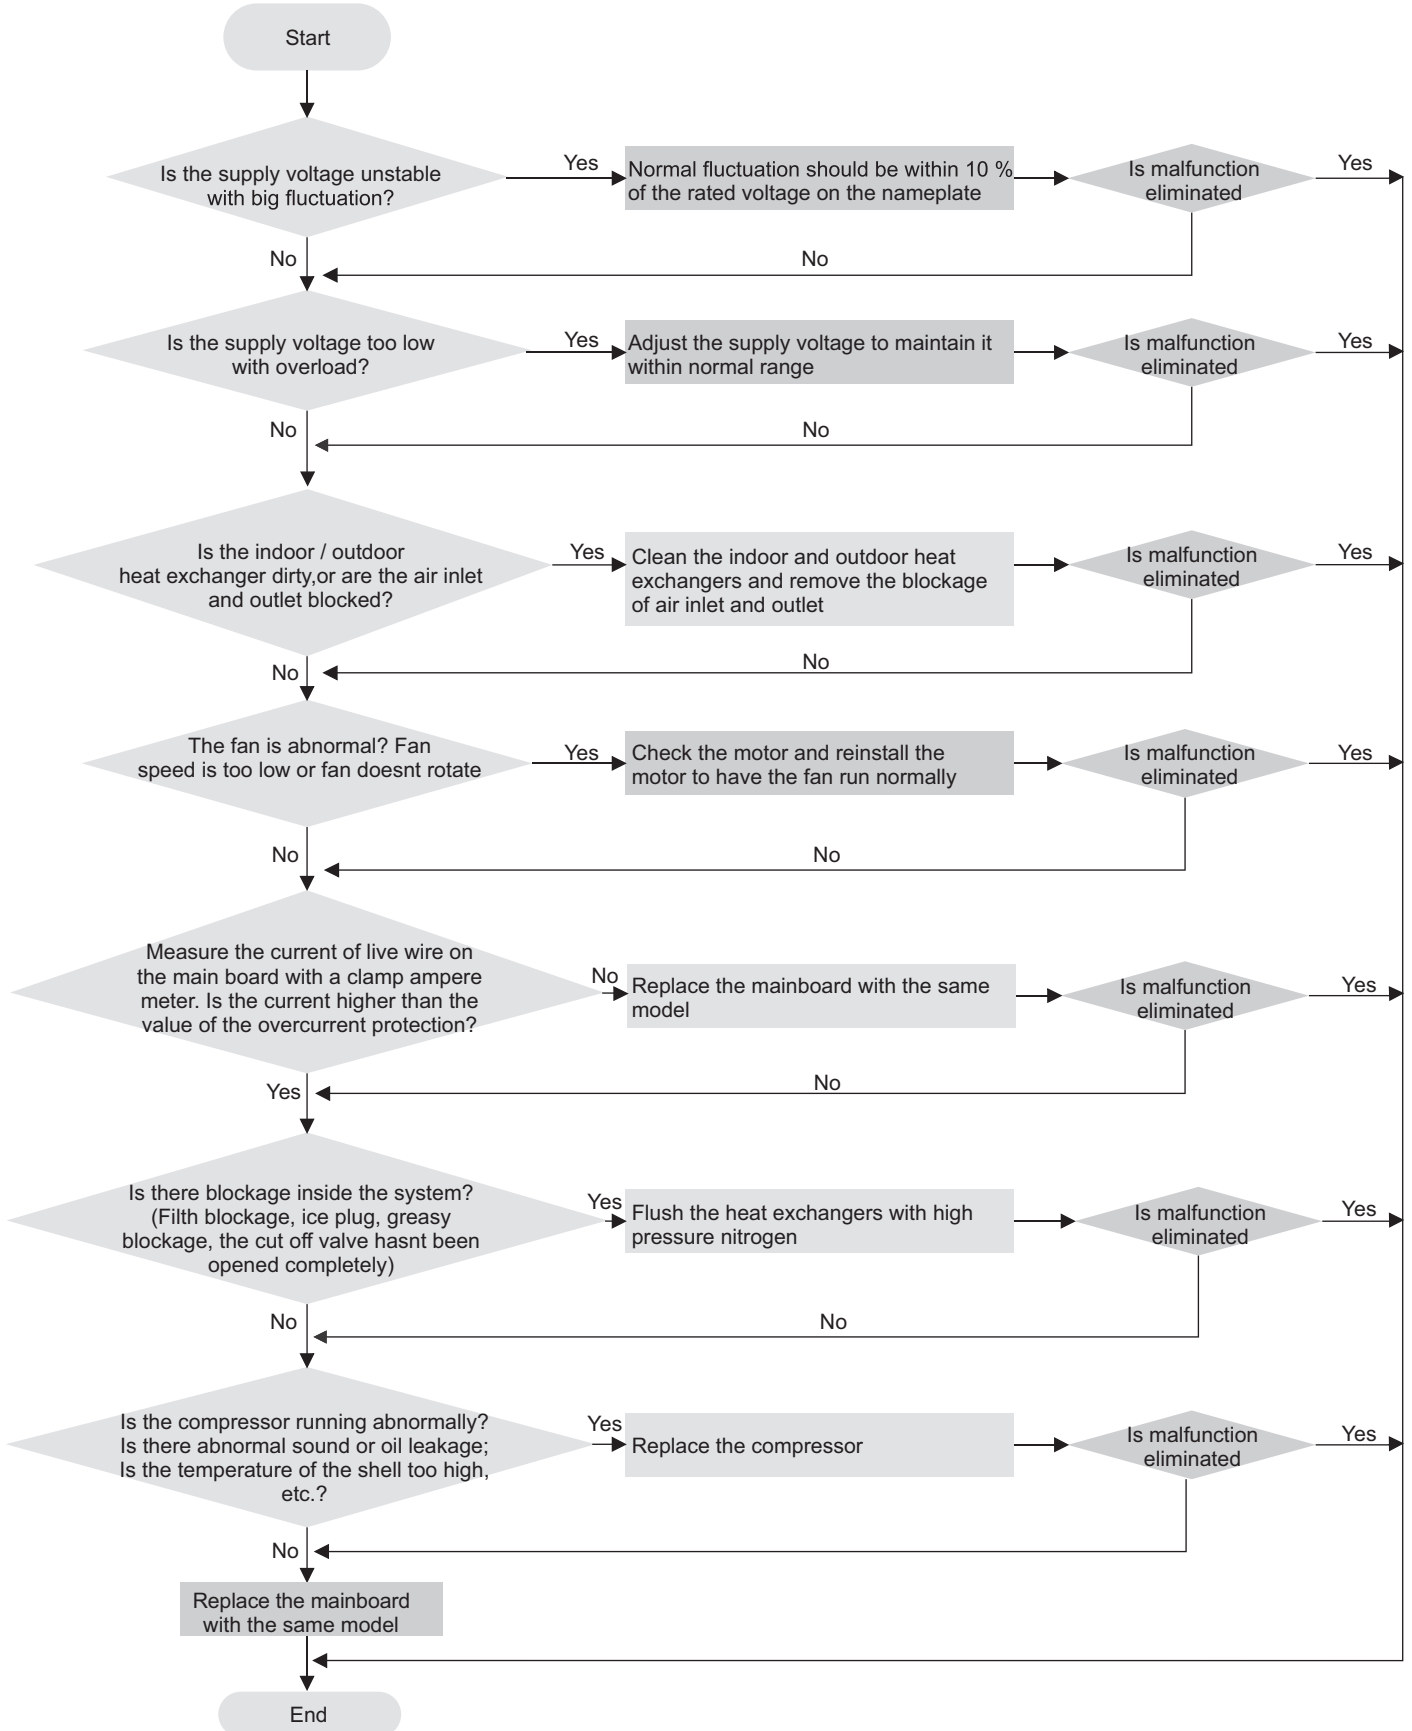 Start
Is the supply voltage unstable
with big fluctuation?
Yes
Normal fluctuation should be within 10 %
of the rated voltage on the nameplate
Is malfunction
eliminated
Yes
No
No
Is the supply voltage too low
with overload?
Yes
Adjust the supply voltage to maintain it
within normal range
Is malfunction
eliminated
Yes
No
No
Is the indoor / outdoor
heat exchanger dirty,or are the air inlet
and outlet blocked?
Yes
Clean the indoor and outdoor heat
exchangers and remove the blockage
of air inlet and outlet
Is malfunction
eliminated
Yes
No
No
The fan is abnormal? Fan
speed is too low or fan doesnt rotate
Yes
Check the motor and reinstall the
motor to have the fan run normally
Is malfunction
eliminated
Yes
No
No
Measure the current of live wire on
the main board with a clamp ampere
meter. Is the current higher than the
value of the overcurrent protection?
No
Replace the mainboard with the same
model
Is malfunction
eliminated
Yes
Yes
No
Is there blockage inside the system?
(Filth blockage, ice plug, greasy
blockage, the cut off valve hasnt been
opened completely)
Yes
Flush the heat exchangers with high
pressure nitrogen
Is malfunction
eliminated
Yes
No
No
Is the compressor running abnormally?
Is there abnormal sound or oil leakage;
Is the temperature of the shell too high,
etc.?
Yes
Replace the compressor
Is malfunction
eliminated
Yes
No
Replace the mainboard
with the same model
End